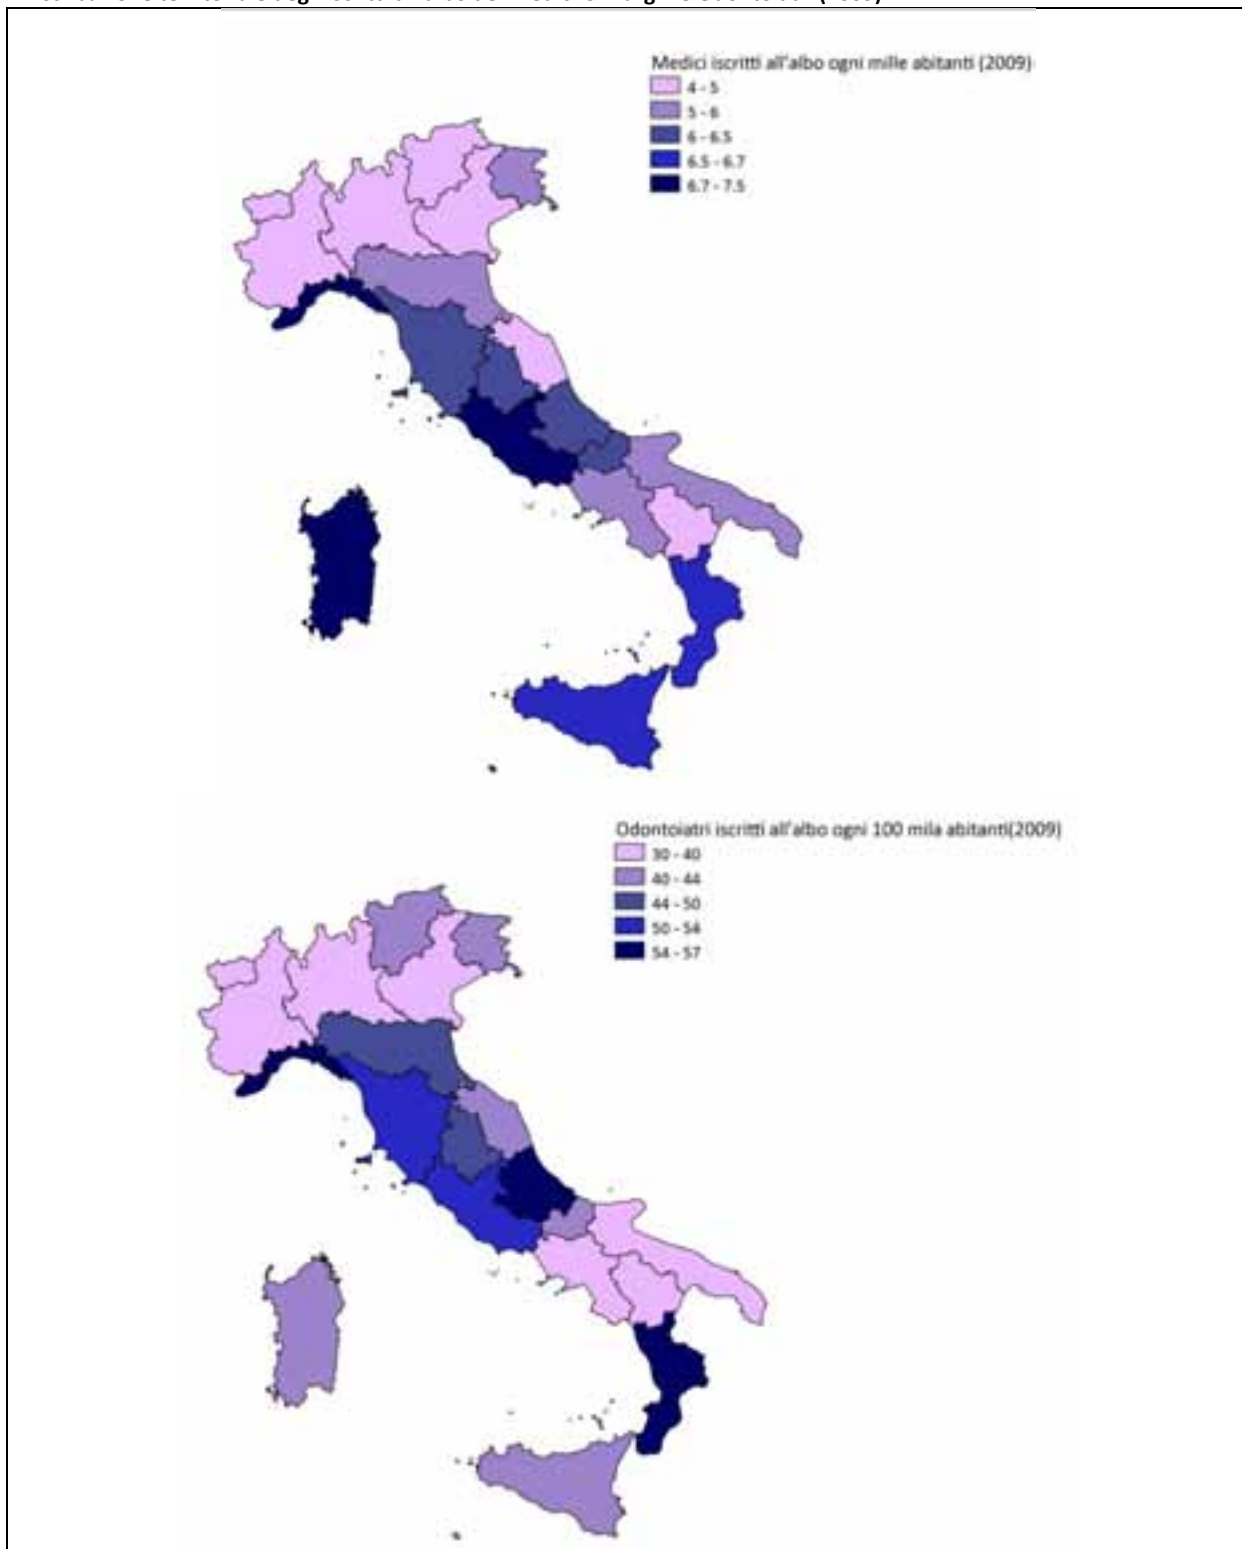 (2009)
Medici iscritti all'albo ogni mille abitanti (2009)
4 - 5
5 - 6
6 - 6.5
6.5 - 6.7
6.7 - 7.5
Odontoiatri iscritti all'albo ogni 100 mila abitanti(2009)
30 - 40
40 - 44
44 - 50
50 - 54
54 - 57